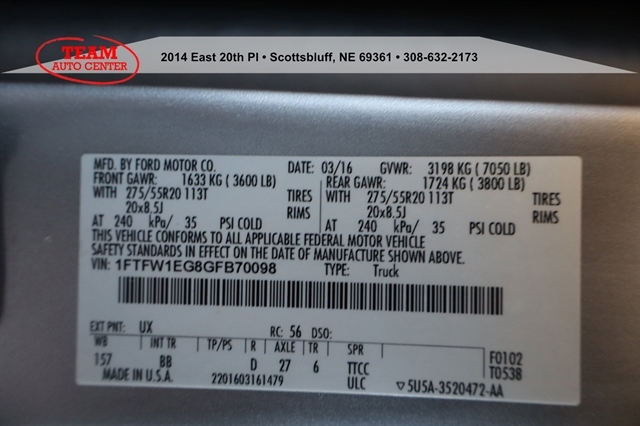 TEAM
AUTO CENTER
2014 East 20th Pl • Scottsbluff, NE 69361 • 308-632-2173
MFD. BY FORD MOTOR CO. DATE: 03/16 GVWR: 3198 KG ( 7050 LB)
FRONT GAWR: 1633 KG ( 3600 LB) REAR GAWR: 1724 KG ( 3800 LB)
WITH 275/55R20 113T TIRES WITH 275/55R20 113T TIRES
20x8.5J RIMS 20x8.5J RIMS
AT 240 kPa/ 35 PSI COLD AT 240 kPa/ 35 PSI COLD
THIS VEHICLE CONFORMS TO ALL APPLICABLE FEDERAL MOTOR VEHICLE
SAFETY STANDARDS IN EFFECT ON THE DATE OF MANUFACTURE SHOWN ABOVE.
VIN: 1FTFW1EG8GFB70098 TYPE: Truck
EXT PNT: UX RC: 56 DSO:
WB INT TR TP/PS R AXLE TR SPR F0102
157 BB D 27 6 TTCC T0538
MADE IN U.S.A. 2201603161479 ULC ▽5U5A-3520472-AA